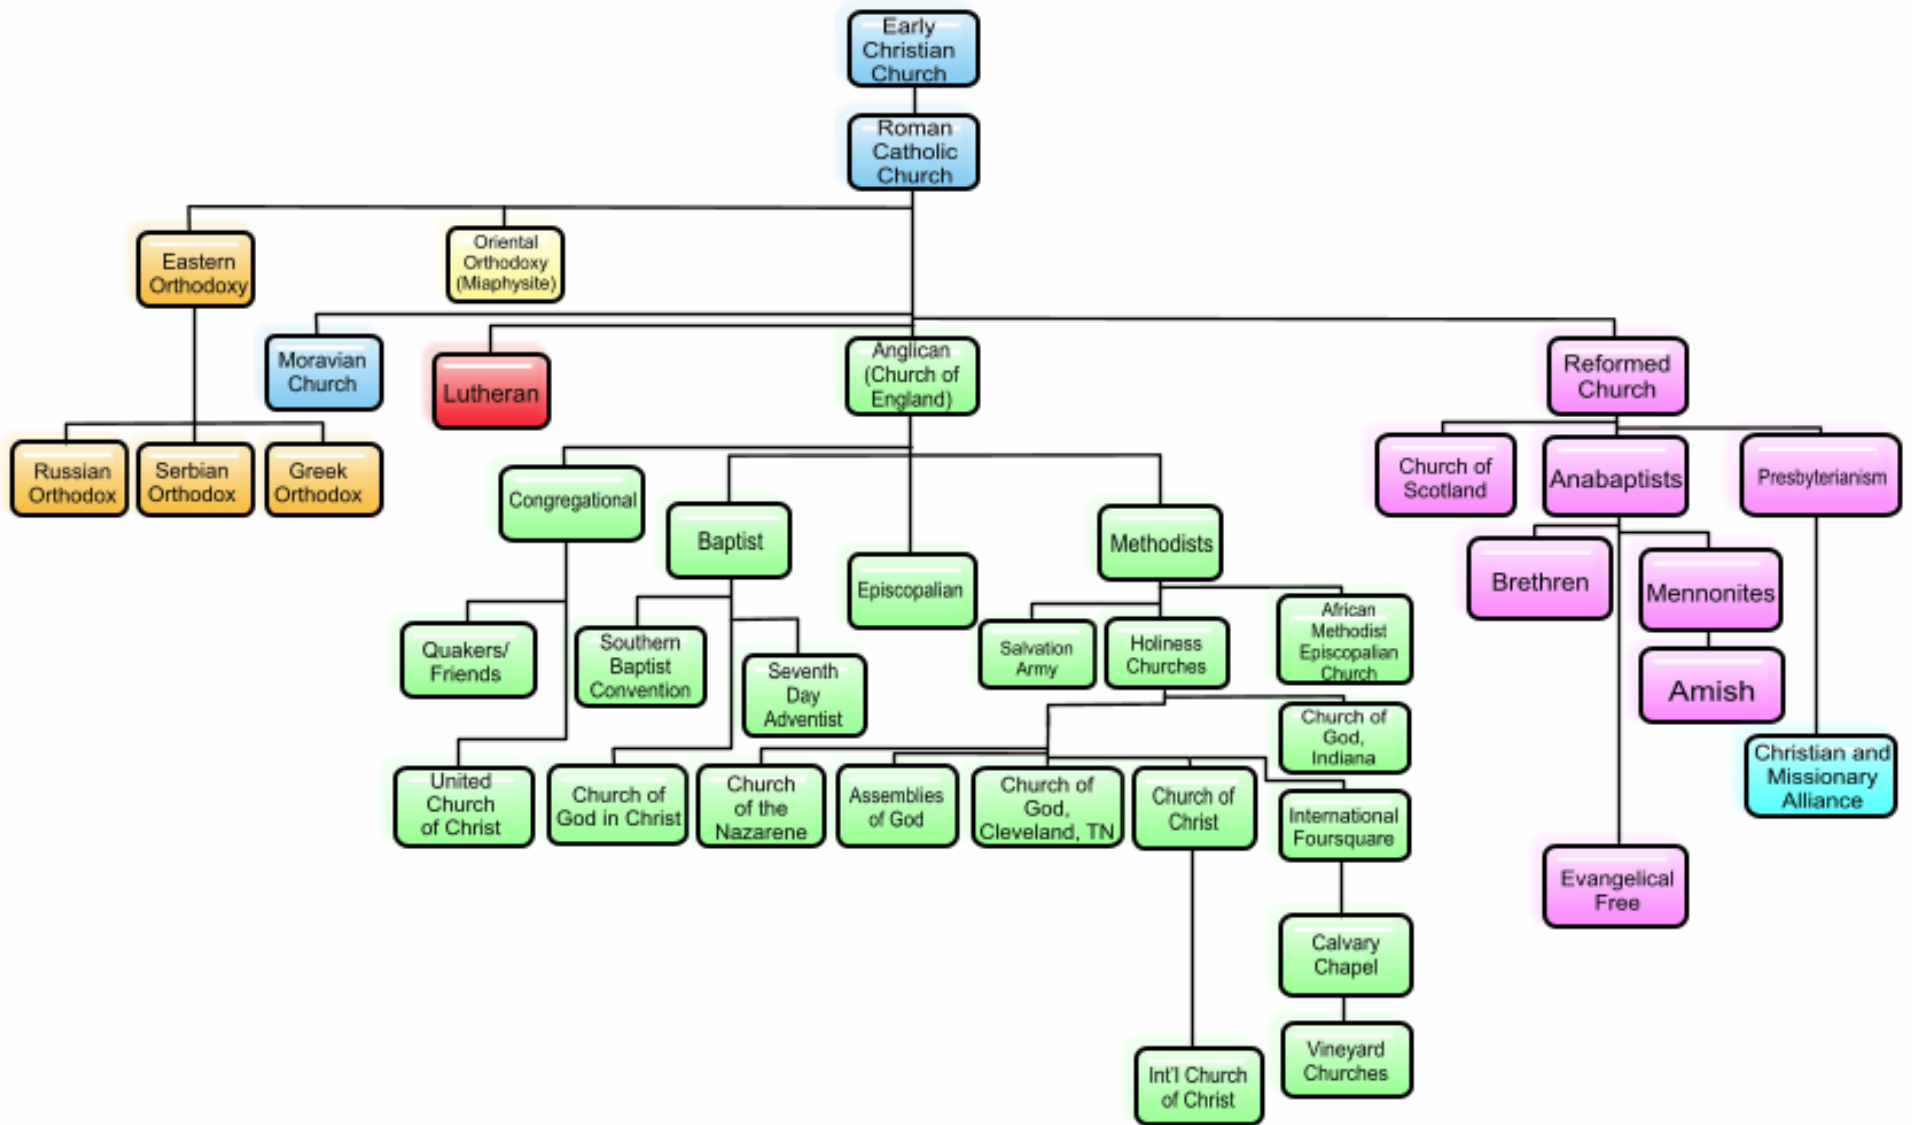 Early
Christian
Church
Roman
Catholic
Church
Eastern
Orthodoxy
Oriental
Orthodoxy
(Miaphysite)
Moravian
Church
Lutheran
Anglican
(Church of
England)
Reformed
Church
Russian
Orthodox
Serbian
Orthodox
Greek
Orthodox
Congregational
Baptist
Episcopalian
Methodists
Church of
Scotland
Anabaptists
Presbyterianism
Brethren
Mennonites
Amish
Quakers/
Friends
Southern
Baptist
Convention
Seventh
Day
Adventist
Salvation
Army
Holiness
Churches
African
Methodist
Episcopalian
Church
Church of
God,
Indiana
United
Church
of Christ
Church of
God in Christ
Church
of the
Nazarene
Assemblies
of God
Church of
God,
Cleveland, TN
Church of
Christ
International
Foursquare
Christian and
Missionary
Alliance
Evangelical
Free
Calvary
Chapel
Vineyard
Churches
Int'l Church
of Christ